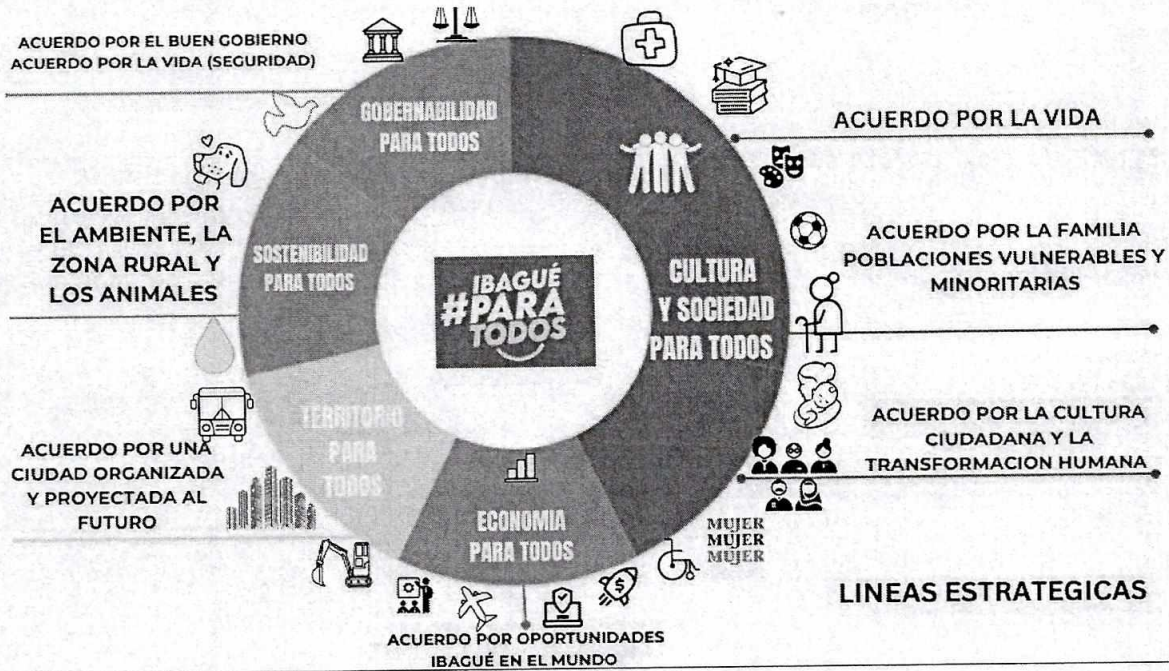 ACUERDO POR EL BUEN GOBIERNO
ACUERDO POR LA VIDA (SEGURIDAD)
GOBERNABILIDAD
PARA TODOS
ACUERDO POR LA VIDA
ACUERDO POR
EL AMBIENTE, LA
ZONA RURAL Y
LOS ANIMALES
SOSTENIBILIDAD
PARA TODOS
IBAGUÉ
#PARA
TODOS
CULTURA
Y SOCIEDAD
PARA TODOS
ACUERDO POR LA FAMILIA
POBLACIONES VULNERABLES Y
MINORITARIAS
TERRITORIO
PARA
TODOS
ACUERDO POR UNA
CIUDAD ORGANIZADA
Y PROYECTADA AL
FUTURO
ECONOMIA
PARA TODOS
ACUERDO POR LA CULTURA
CIUDADANA Y LA
TRANSFORMACION HUMANA
MUJER
MUJER
MUJER
$
LINEAS ESTRATEGICAS
ACUERDO POR OPORTUNIDADES
IBAGUÉ EN EL MUNDO